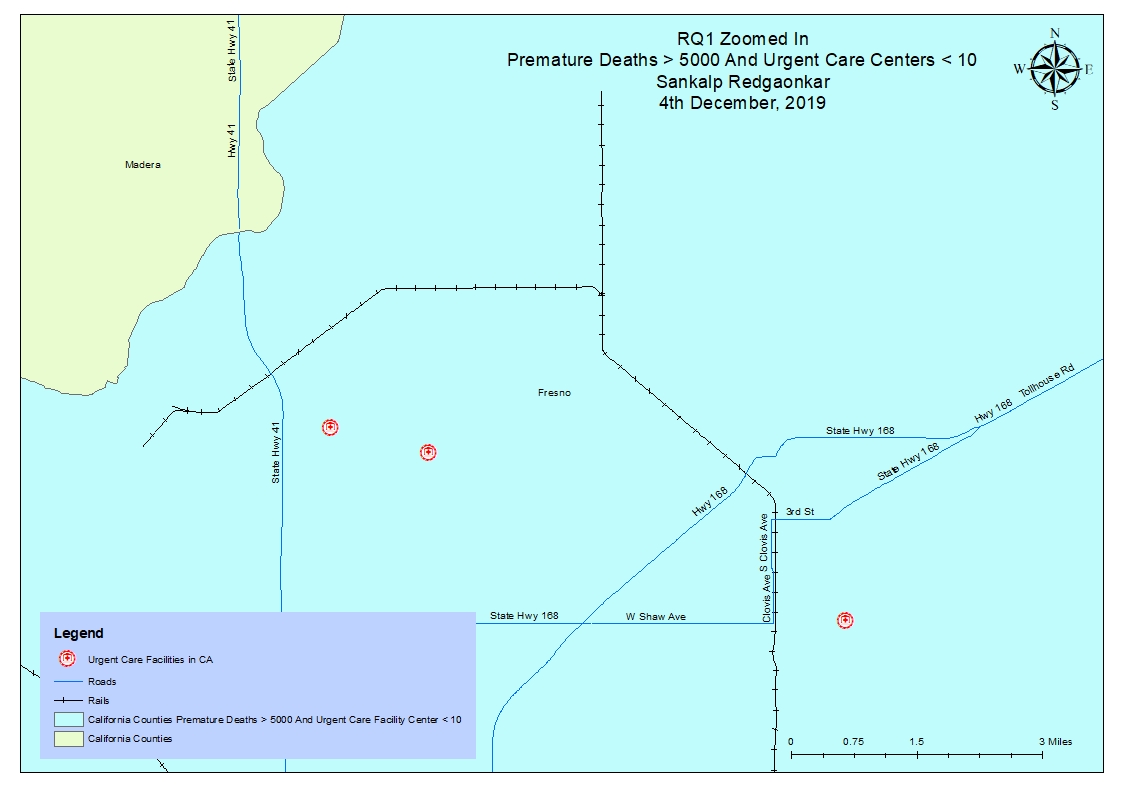 RQ1 Zoomed In
Premature Deaths > 5000 And Urgent Care Centers < 10
Sankalp Redgaonkar
4th December, 2019
N
W E
S
State Hwy 41
Hwy 41
Madera
Fresno
State Hwy 41
Tollhouse Rd
Hwy 168
State Hwy 168
State Hwy 168
Hwy 168
3rd St
Clovis Ave S Clovis Ave
State Hwy 168
W Shaw Ave
Legend
Urgent Care Facilities in CA
Roads
Rails
California Counties Premature Deaths > 5000 And Urgent Care Facility Center < 10
California Counties
0 0.75 1.5 3 Miles